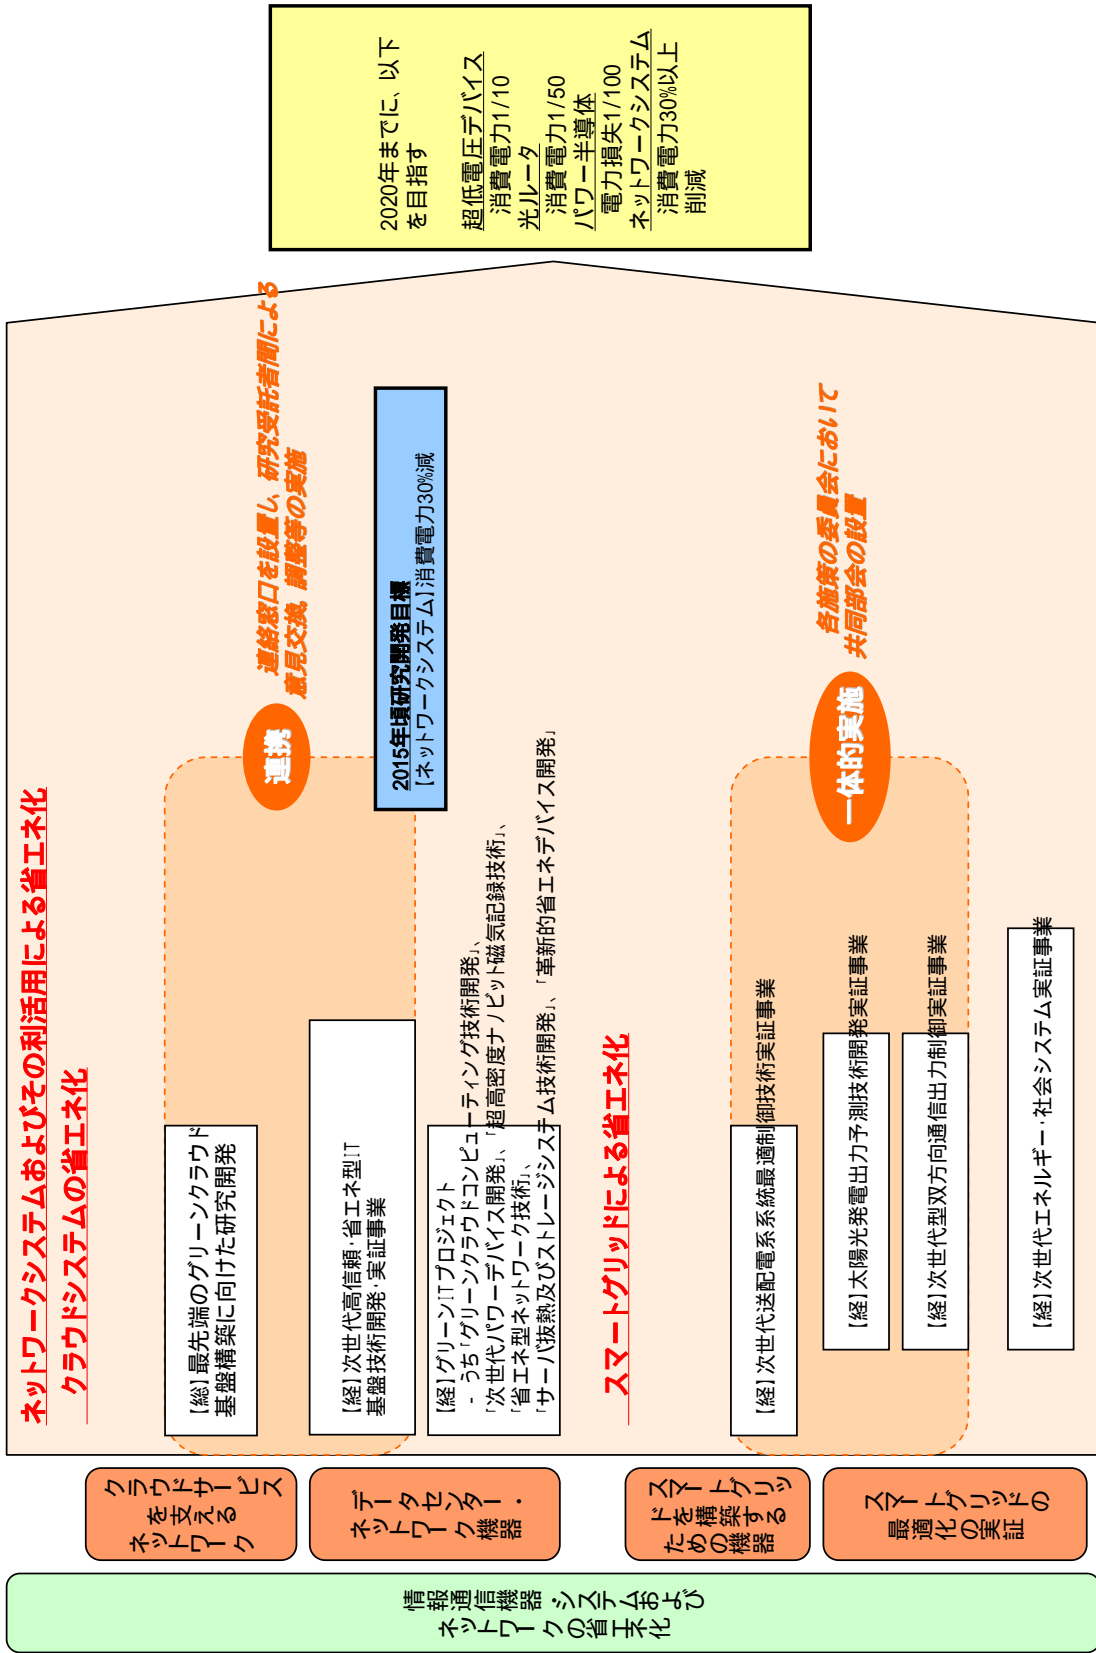 ネットワークシステムおよびその利活用による省エネ化
クラウドシステムの省エネ化
情報通信機器・システムおよび
ネットワークの省エネ化
クラウドサービス
を支える
ネットワーク
【総】最先端のグリーンクラウド
基盤構築に向けた研究開発
連携
連絡窓口を設置し、研究受託者間による
意見交換、調整等の実施
データセンター・
ネットワーク
機器
【経】次世代高信頼・省エネ型IT
基盤技術開発・実証事業
2015年頃研究開発目標
【ネットワークシステム】消費電力30%減
【経】グリーンITプロジェクト
- うち「グリーンクラウドコンピューティング技術開発」、
「次世代パワーデバイス開発」、「超高密度ナノビット磁気記録技術」、
「省エネ型ネットワーク技術」、
「サーバ抜熱及びストレージシステム技術開発」、「革新的省エネデバイス開発」
スマートグリッドによる省エネ化
スマートグリッ
ドを構築する
ための機器
【経】次世代送配電系系統最適制御技術実証事業
一体的実施
各施策の委員会において
共同部会の設置
スマートグリッドの
最適化の実証
【経】太陽光発電出力予測技術開発実証事業
【経】次世代型双方向通信出力制御実証事業
【経】次世代エネルギー・社会システム実証事業
2020年までに、以下
を目指す
超低電圧デバイス
消費電力1/10
光ルータ
消費電力1/50
パワー半導体
電力損失1/100
ネットワークシステム
消費電力30%以上
削減